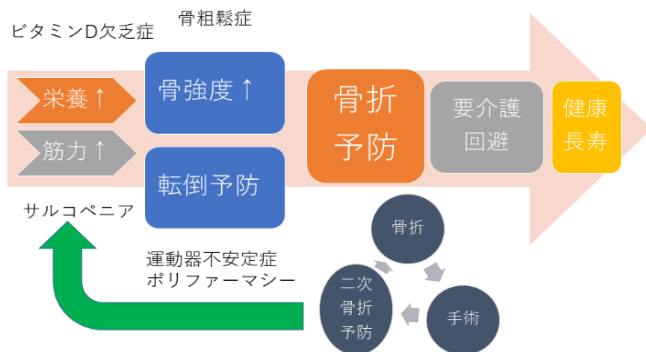 ビタミンD欠乏症
骨粗鬆症
栄養↑
骨強度↑
筋力↑
転倒予防
骨折
予防
要介護
回避
健康
長寿
サルコペニア
運動器不安定症
ポリファーマシー
骨折
手術
二次
骨折
予防